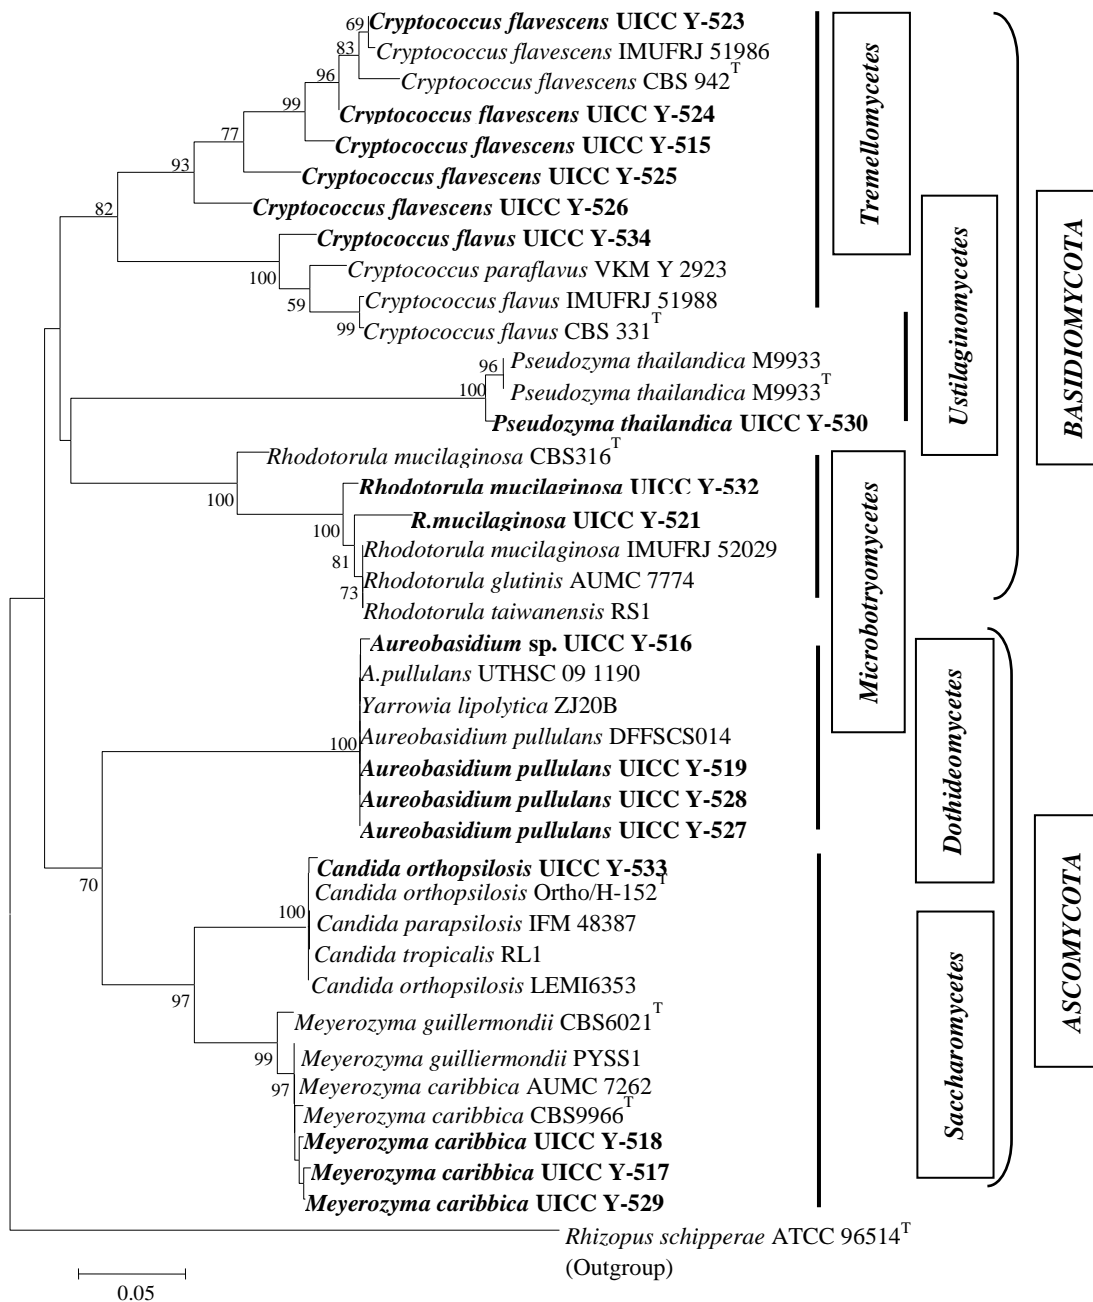 Cryptococcus flavescens UICC Y-523
Cryptococcus flavescens IMUFRJ 51986
Cryptococcus flavescens CBS 942T
Cryptococcus flavescens UICC Y-524
Cryptococcus flavescens UICC Y-515
Cryptococcus flavescens UICC Y-525
Cryptococcus flavescens UICC Y-526
Cryptococcus flavus UICC Y-534
Cryptococcus paraflavus VKM Y 2923
Cryptococcus flavus IMUFRJ 51988
Cryptococcus flavus CBS 331T
Pseudozyma thailandica M9933
Pseudozyma thailandica M9933T
Pseudozyma thailandica UICC Y-530
Rhodotorula mucilaginosa CBS316T
Rhodotorula mucilaginosa UICC Y-532
R.mucilaginosa UICC Y-521
Rhodotorula mucilaginosa IMUFRJ 52029
Rhodotorula glutinis AUMC 7774
Rhodotorula taiwanensis RS1
Aureobasidium sp. UICC Y-516
A.pullulans UTHSC 09 1190
Yarrowia lipolytica ZJ20B
Aureobasidium pullulans DFFSCS014
Aureobasidium pullulans UICC Y-519
Aureobasidium pullulans UICC Y-528
Aureobasidium pullulans UICC Y-527
Candida orthopsilosis UICC Y-533
Candida orthopsilosis Ortho/H-152T
Candida parapsilosis IFM 48387
Candida tropicalis RL1
Candida orthopsilosis LEMI6353
Meyerozyma guillermondii CBS6021T
Meyerozyma guilliermondii PYSS1
Meyerozyma caribbica AUMC 7262
Meyerozyma caribbica CBS9966T
Meyerozyma caribbica UICC Y-518
Meyerozyma caribbica UICC Y-517
Meyerozyma caribbica UICC Y-529
Rhizopus schipperae ATCC 96514T
(Outgroup)
69
83
96
99
77
93
82
100
59
99
96
100
100
100
81
73
100
70
100
97
99
97
0.05
Tremellomycetes
Ustilaginomycetes
Microbotryomycetes
Dothideomycetes
Saccharomycetes
BASIDIOMYCOTA
ASCOMYCOTA